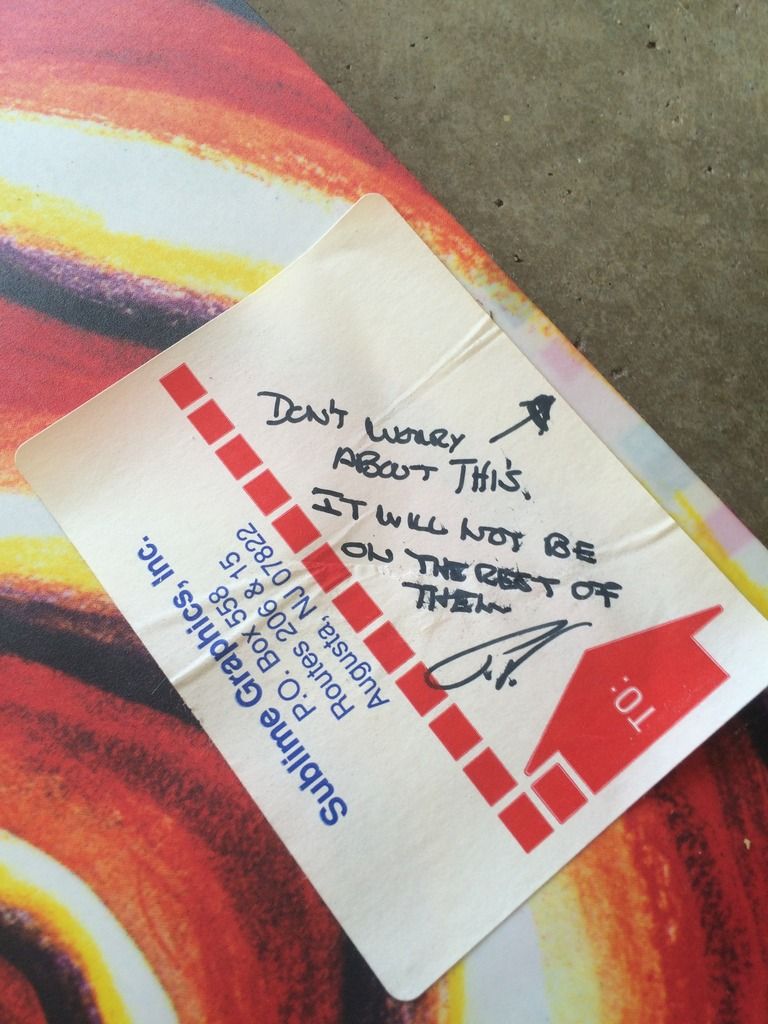 Sublime Graphics, Inc.
P.O. Box 558
Routes 206 & 15
Augusta, NJ 07822
TO:
DON'T WORRY
ABOUT THIS.
IT WILL NOT BE
ON THE REST OF
THEM